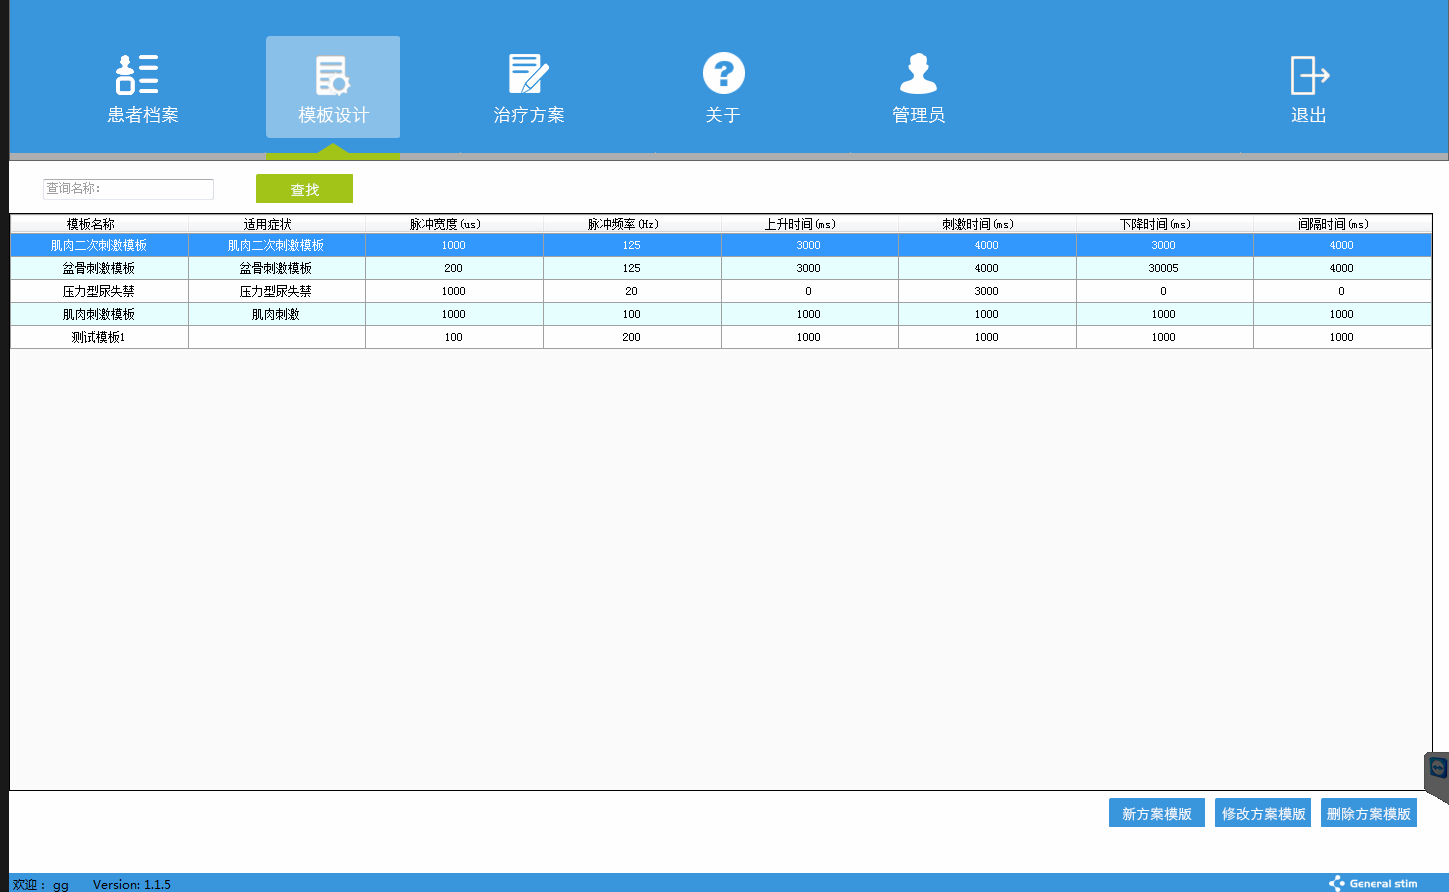 患者档案 模板设计 治疗方案 关于 管理员 退出
查询名称: 查找
模板名称 适用症状 脉冲宽度(us) 脉冲频率(Hz) 上升时间(ms) 刺激时间(ms) 下降时间(ms) 间隔时间(ms)
肌肉二次刺激模板 肌肉二次刺激模板 1000 125 3000 4000 3000 4000
盆骨刺激模板 盆骨刺激模板 200 125 3000 4000 30005 4000
压力型尿失禁 压力型尿失禁 1000 20 0 3000 0 0
肌肉刺激模板 肌肉刺激 1000 100 1000 1000 1000 1000
测试模板1 100 200 1000 1000 1000 1000
新方案模版 修改方案模版 删除方案模版
欢迎： gg Version: 1.1.5 General stim